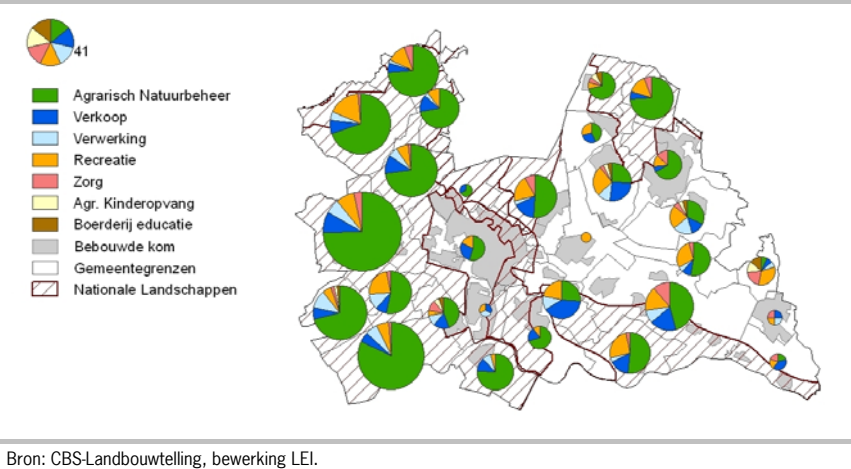 41
Agrarisch Natuurbeheer
Verkoop
Verwerking
Recreatie
Zorg
Agr. Kinderopvang
Boerderij educatie
Bebouwde kom
Gemeentegrenzen
Nationale Landschappen
Bron: CBS-Landbouwtelling, bewerking LEI.